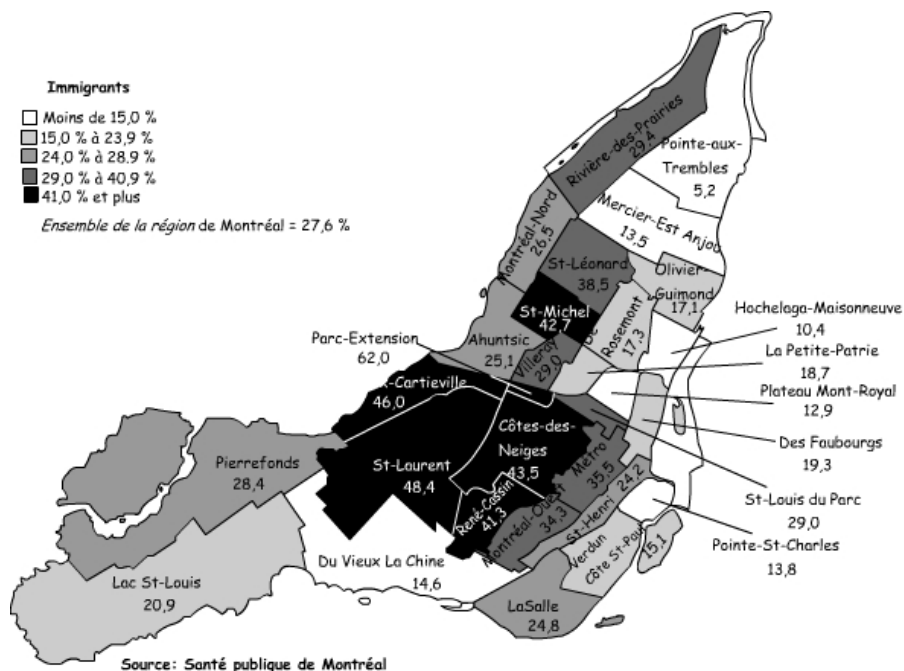 Immigrants
Moins de 15,0 %
15,0 % à 23,9 %
24,0 % à 28,9 %
29,0 % à 40,9 %
41,0 % et plus
Ensemble de la région de Montréal = 27,6 %
Rivière-des-Prairies
29,4
Pointe-aux-
Trembles
5,2
Mercier-Est Anjou
13,5
Montréal-Nord
26,5
St-Léonard
38,5
Olivier-
Guimond
17,1
St-Michel
42,7
Hochelaga-Maisonneuve
10,4
Rosemont
17,3
De
Parc-Extension
62,0
Ahuntsic
25,1
Villeray
29,0
La Petite-Patrie
18,7
Plateau Mont-Royal
12,9
x-Cartieville
46,0
Côtes-des-
Neiges
43,5
Des Faubourgs
19,3
Pierrefonds
28,4
St-Laurent
48,4
Métro
35,5
St-Louis du Parc
29,0
René-Cassin
41,3
Montréal-Ouest
34,3
St-Henri
24,2
Pointe-St-Charles
13,8
Verdun
Côte St-Paul
15,1
Du Vieux La Chine
14,6
Lac St-Louis
20,9
LaSalle
24,8
Source: Santé publique de Montréal